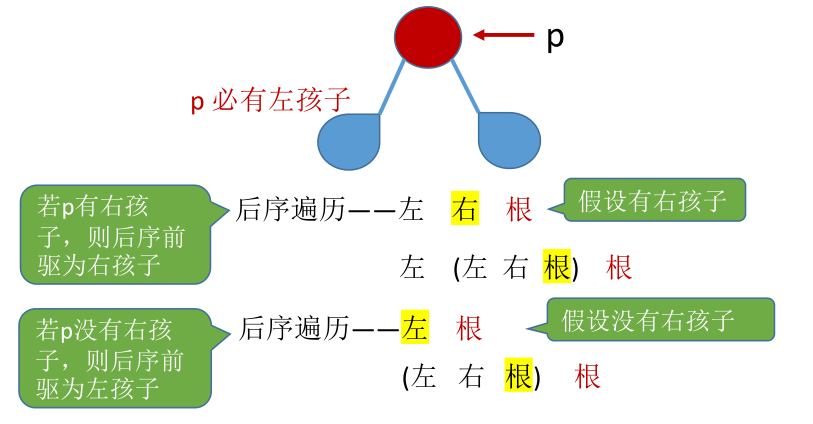 p
p 必有左孩子
若p有右孩
子，则后序前
驱为右孩子
后序遍历——左 右 根
假设有右孩子
左 (左 右 根) 根
若p没有右孩
子，则后序前
驱为左孩子
后序遍历——左 根
假设没有右孩子
(左 右 根) 根